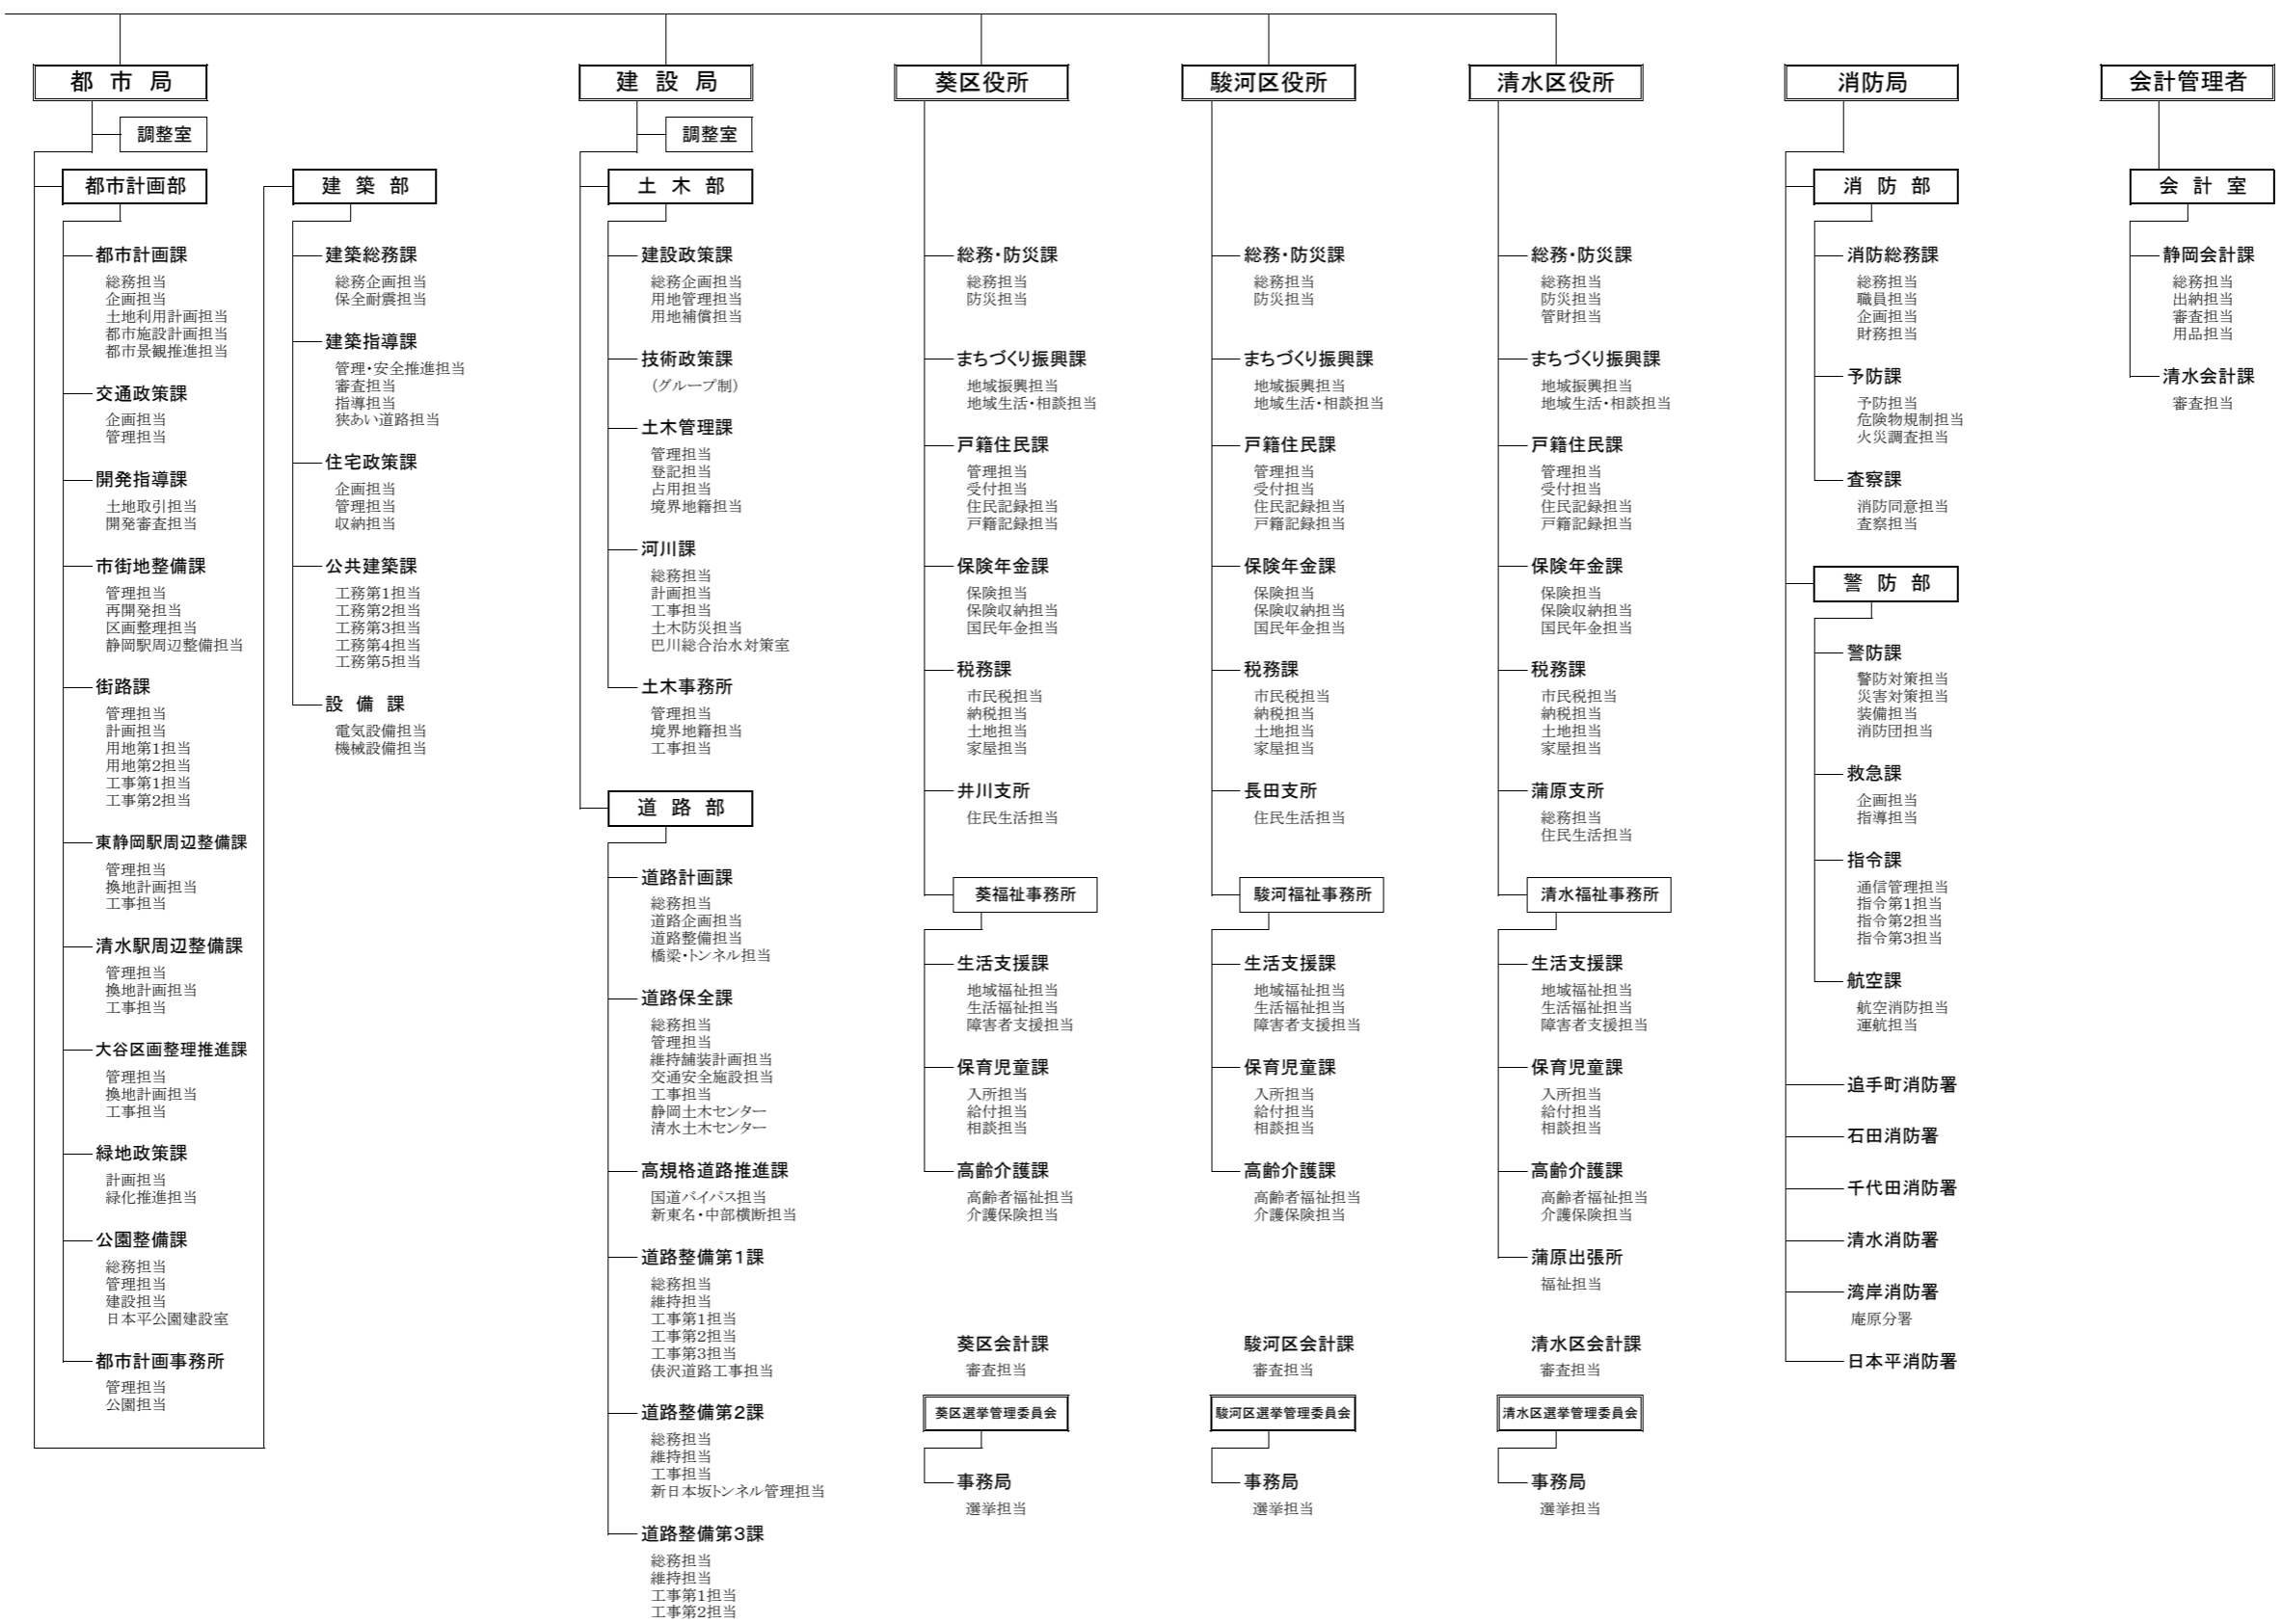 都市局
調整室
都市計画部
都市計画課
総務担当
企画担当
土地利用計画担当
都市施設計画担当
都市景観推進担当
交通政策課
企画担当
管理担当
開発指導課
土地取引担当
開発審査担当
市街地整備課
管理担当
再開発担当
区画整理担当
静岡駅周辺整備担当
街路課
管理担当
計画担当
用地第1担当
用地第2担当
工事第1担当
工事第2担当
東静岡駅周辺整備課
管理担当
換地計画担当
工事担当
清水駅周辺整備課
管理担当
換地計画担当
工事担当
大谷区画整理推進課
管理担当
換地計画担当
工事担当
緑地政策課
計画担当
緑化推進担当
公園整備課
総務担当
管理担当
建設担当
日本平公園建設室
都市計画事務所
管理担当
公園担当
建築部
建築総務課
総務企画担当
保全耐震担当
建築指導課
管理・安全推進担当
審査担当
指導担当
狭あい道路担当
住宅政策課
企画担当
管理担当
収納担当
公共建築課
工務第1担当
工務第2担当
工務第3担当
工務第4担当
工務第5担当
設備課
電気設備担当
機械設備担当
建設局
調整室
土木部
建設政策課
総務企画担当
用地管理担当
用地補償担当
技術政策課
（グループ制）
土木管理課
管理担当
登記担当
占用担当
境界地籍担当
河川課
総務担当
計画担当
工事担当
土木防災担当
巴川総合治水対策室
土木事務所
管理担当
境界地籍担当
工事担当
道路部
道路計画課
総務担当
道路企画担当
道路整備担当
橋梁・トンネル担当
道路保全課
総務担当
管理担当
維持舗装計画担当
交通安全施設担当
工事担当
静岡土木センター
清水土木センター
高規格道路推進課
国道バイパス担当
新東名・中部横断担当
道路整備第1課
総務担当
維持担当
工事第1担当
工事第2担当
工事第3担当
俵沢道路工事担当
道路整備第2課
総務担当
維持担当
工事担当
新日本坂トンネル管理担当
道路整備第3課
総務担当
維持担当
工事第1担当
工事第2担当
葵区役所
総務・防災課
総務担当
防災担当
まちづくり振興課
地域振興担当
地域生活・相談担当
戸籍住民課
管理担当
受付担当
住民記録担当
戸籍記録担当
保険年金課
保険担当
保険収納担当
国民年金担当
税務課
市民税担当
納税担当
土地担当
家屋担当
井川支所
住民生活担当
葵福祉事務所
生活支援課
地域福祉担当
生活福祉担当
障害者支援担当
保育児童課
入所担当
給付担当
相談担当
高齢介護課
高齢者福祉担当
介護保険担当
葵区会計課
審査担当
葵区選挙管理委員会
事務局
選挙担当
駿河区役所
総務・防災課
総務担当
防災担当
まちづくり振興課
地域振興担当
地域生活・相談担当
戸籍住民課
管理担当
受付担当
住民記録担当
戸籍記録担当
保険年金課
保険担当
保険収納担当
国民年金担当
税務課
市民税担当
納税担当
土地担当
家屋担当
長田支所
住民生活担当
駿河福祉事務所
生活支援課
地域福祉担当
生活福祉担当
障害者支援担当
保育児童課
入所担当
給付担当
相談担当
高齢介護課
高齢者福祉担当
介護保険担当
駿河区会計課
審査担当
駿河区選挙管理委員会
事務局
選挙担当
清水区役所
総務・防災課
総務担当
防災担当
管財担当
まちづくり振興課
地域振興担当
地域生活・相談担当
戸籍住民課
管理担当
受付担当
住民記録担当
戸籍記録担当
保険年金課
保険担当
保険収納担当
国民年金担当
税務課
市民税担当
納税担当
土地担当
家屋担当
蒲原支所
総務担当
住民生活担当
清水福祉事務所
生活支援課
地域福祉担当
生活福祉担当
障害者支援担当
保育児童課
入所担当
給付担当
相談担当
高齢介護課
高齢者福祉担当
介護保険担当
蒲原出張所
福祉担当
清水区会計課
審査担当
清水区選挙管理委員会
事務局
選挙担当
消防局
消防部
消防総務課
総務担当
職員担当
企画担当
財務担当
予防課
予防担当
危険物規制担当
火災調査担当
査察課
消防同意担当
査察担当
警防部
警防課
警防対策担当
災害対策担当
装備担当
消防団担当
救急課
企画担当
指導担当
指令課
通信管理担当
指令第1担当
指令第2担当
指令第3担当
航空課
航空消防担当
運航担当
追手町消防署
石田消防署
千代田消防署
清水消防署
湾岸消防署
庵原分署
日本平消防署
会計管理者
会計室
静岡会計課
総務担当
出納担当
審査担当
用品担当
清水会計課
審査担当